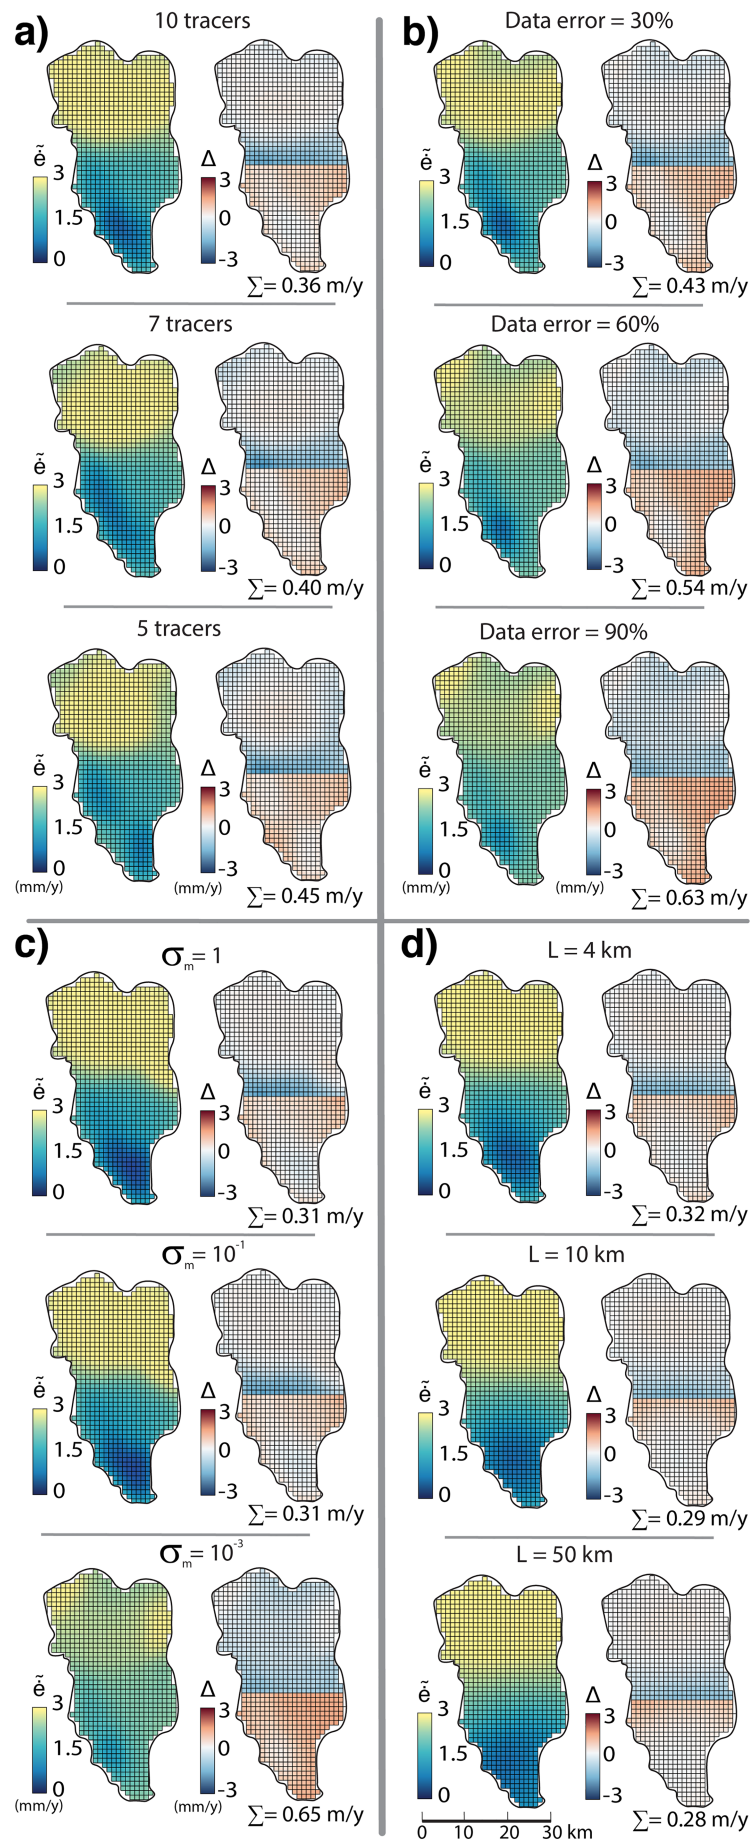 a)
10 tracers
ẽ̇
3
1.5
0
Δ
3
0
-3
∑= 0.36 m/y
7 tracers
ẽ̇
3
1.5
0
Δ
3
0
-3
∑= 0.40 m/y
5 tracers
ẽ̇
3
1.5
0
(mm/y)
Δ
3
0
-3
(mm/y)
∑= 0.45 m/y
b)
Data error = 30%
ẽ̇
3
1.5
0
Δ
3
0
-3
∑= 0.43 m/y
Data error = 60%
ẽ̇
3
1.5
0
Δ
3
0
-3
∑= 0.54 m/y
Data error = 90%
ẽ̇
3
1.5
0
(mm/y)
Δ
3
0
-3
(mm/y)
∑= 0.63 m/y
c)
σm= 1
ẽ̇
3
1.5
0
Δ
3
0
-3
∑= 0.31 m/y
σm= 10⁻¹
ẽ̇
3
1.5
0
Δ
3
0
-3
∑= 0.31 m/y
σm= 10⁻³
ẽ̇
3
1.5
0
(mm/y)
Δ
3
0
-3
(mm/y)
∑= 0.65 m/y
d)
L = 4 km
ẽ̇
3
1.5
0
Δ
3
0
-3
∑= 0.32 m/y
L = 10 km
ẽ̇
3
1.5
0
Δ
3
0
-3
∑= 0.29 m/y
L = 50 km
ẽ̇
3
1.5
0
Δ
3
0
-3
∑= 0.28 m/y
0 10 20 30 km